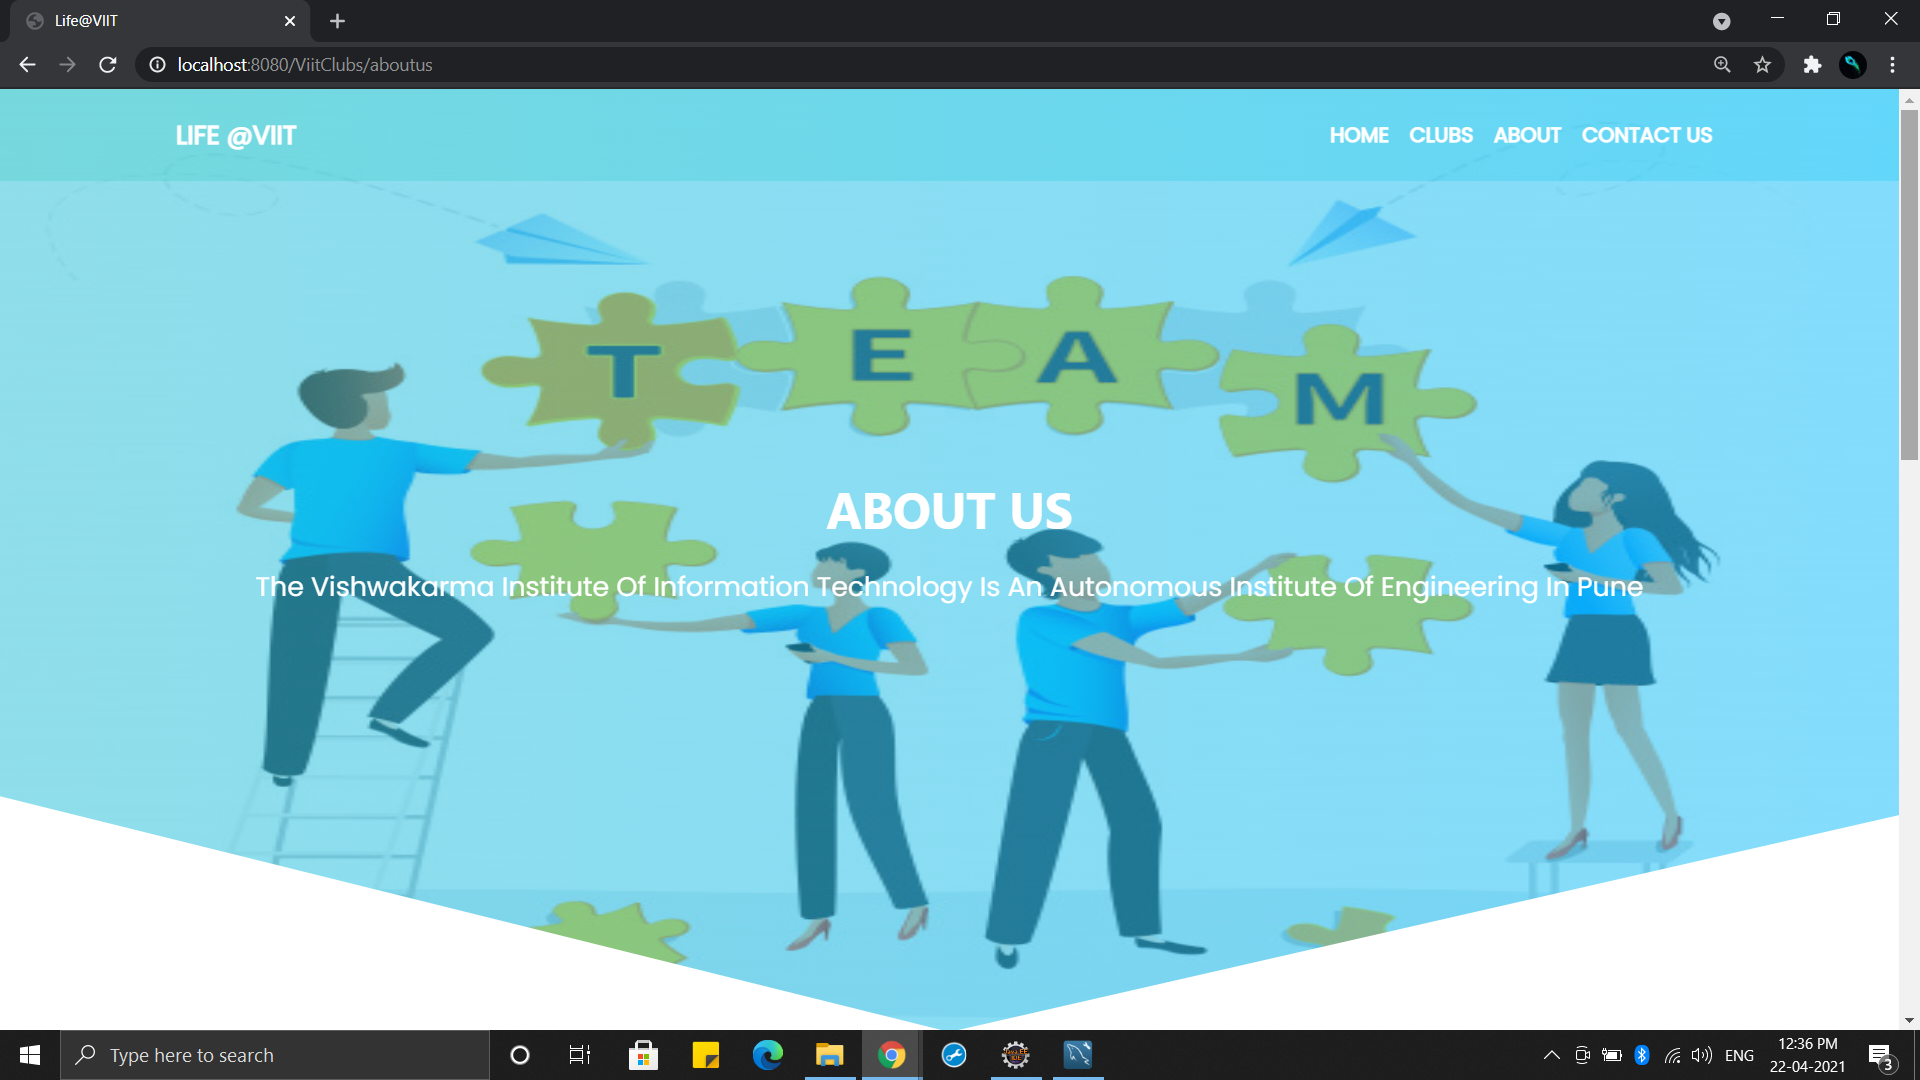 Life@VIIT
localhost:8080/ViitClubs/aboutus
LIFE @VIIT
HOME CLUBS ABOUT CONTACT US
T E A M
ABOUT US
The Vishwakarma Institute Of Information Technology Is An Autonomous Institute Of Engineering In Pune
Type here to search
ENG
12:36 PM
22-04-2021
3